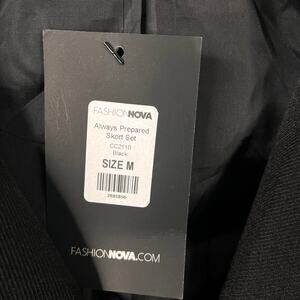 FASHIONNOVA
Always Prepared
Skort Set
CC2110
Black
SIZE M
FASHIONNOVA.COM